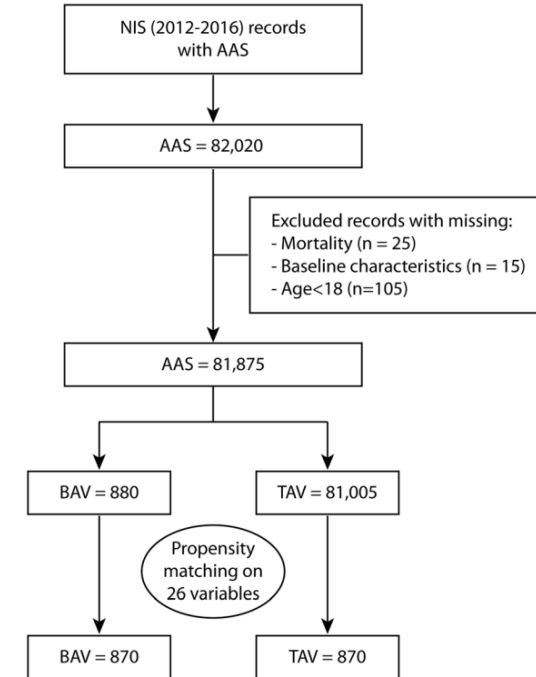 NIS (2012-2016) records
with AAS
AAS = 82,020
Excluded records with missing:
- Mortality (n = 25)
- Baseline characteristics (n = 15)
- Age<18 (n=105)
AAS = 81,875
BAV = 880
TAV = 81,005
Propensity
matching on
26 variables
BAV = 870
TAV = 870